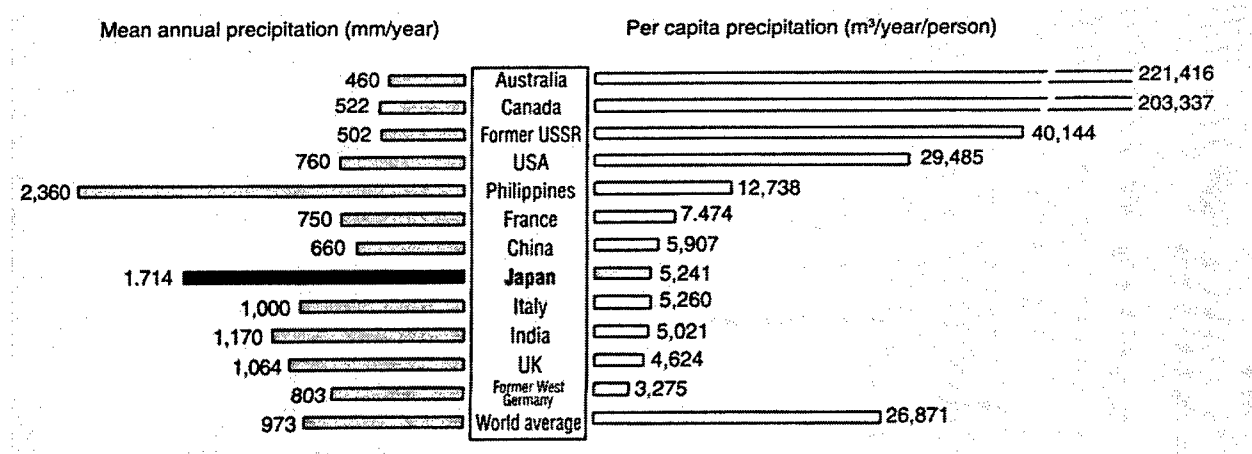 Mean annual precipitation (mm/year) Per capita precipitation (m³/year/person)
460 Australia 221,416
522 Canada 203,337
502 Former USSR 40,144
760 USA 29,485
2,360 Philippines 12,738
750 France 7.474
660 China 5,907
1.714 Japan 5,241
1,000 Italy 5,260
1,170 India 5,021
1,064 UK 4,624
803 Former West Germany 3,275
973 World average 26,871